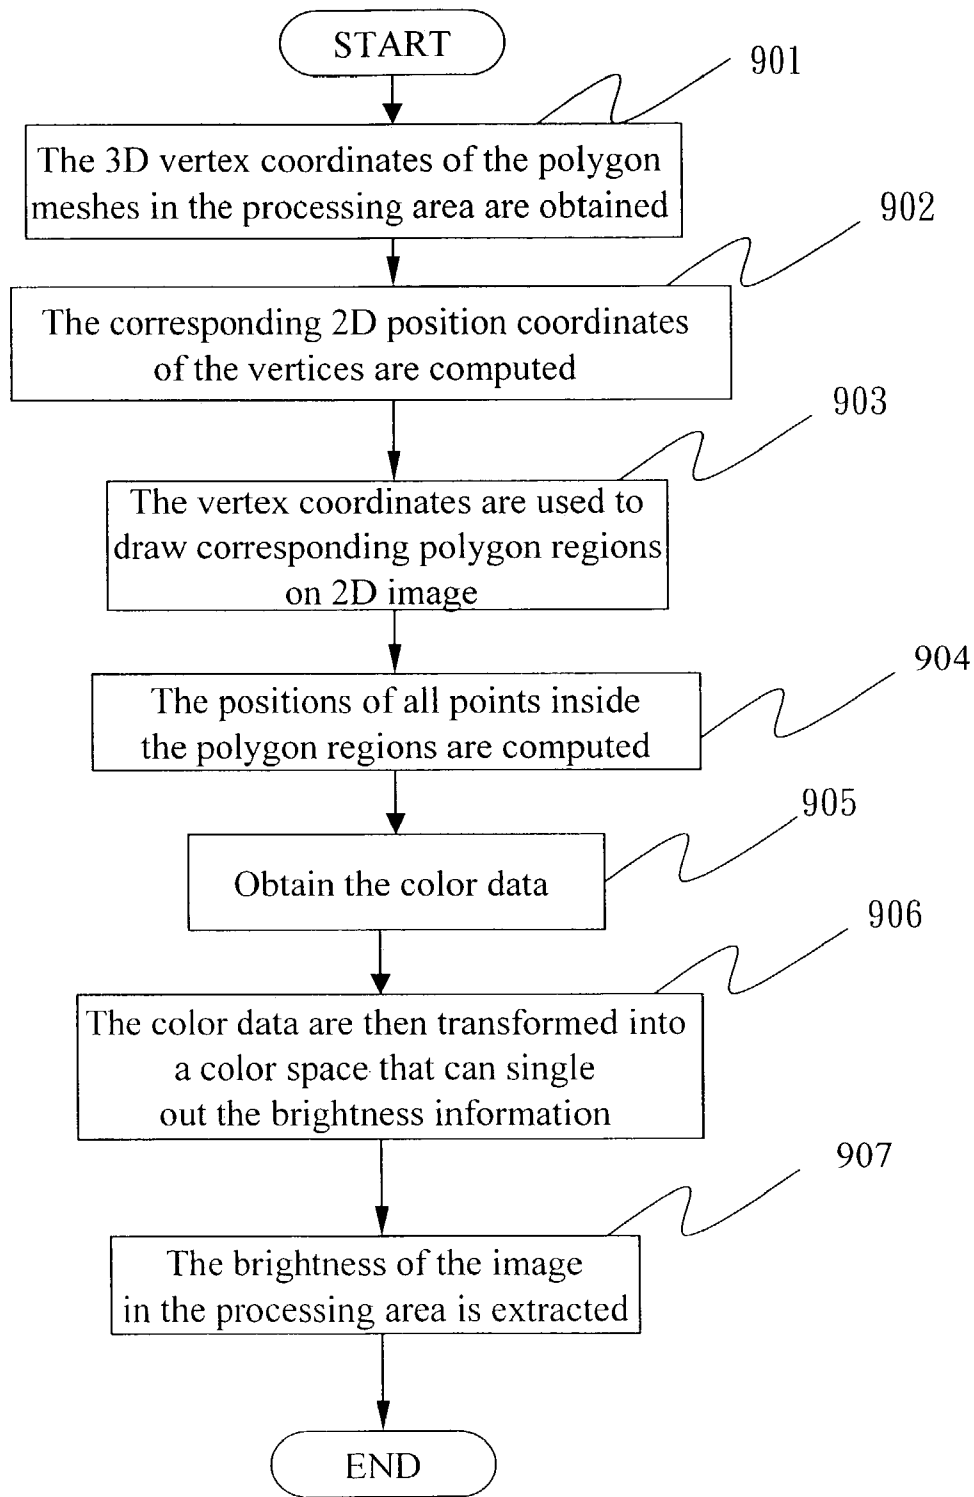 START
901
The 3D vertex coordinates of the polygon
meshes in the processing area are obtained
902
The corresponding 2D position coordinates
of the vertices are computed
903
The vertex coordinates are used to
draw corresponding polygon regions
on 2D image
904
The positions of all points inside
the polygon regions are computed
905
Obtain the color data
906
The color data are then transformed into
a color space that can single
out the brightness information
907
The brightness of the image
in the processing area is extracted
END